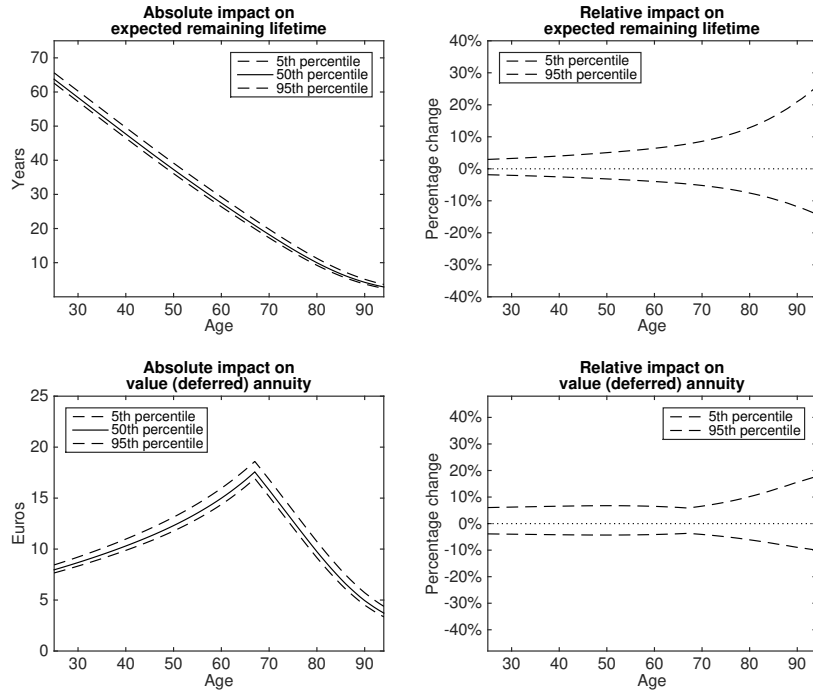 Absolute impact on
expected remaining lifetime
70
60
50
40
30
20
10
Years
5th percentile
50th percentile
95th percentile
30 40 50 60 70 80 90
Age
Relative impact on
expected remaining lifetime
40%
30%
20%
10%
0%
-10%
-20%
-30%
-40%
Percentage change
5th percentile
95th percentile
30 40 50 60 70 80 90
Age
Absolute impact on
value (deferred) annuity
25
20
15
10
5
0
Euros
5th percentile
50th percentile
95th percentile
30 40 50 60 70 80 90
Age
Relative impact on
value (deferred) annuity
40%
30%
20%
10%
0%
-10%
-20%
-30%
-40%
Percentage change
5th percentile
95th percentile
30 40 50 60 70 80 90
Age